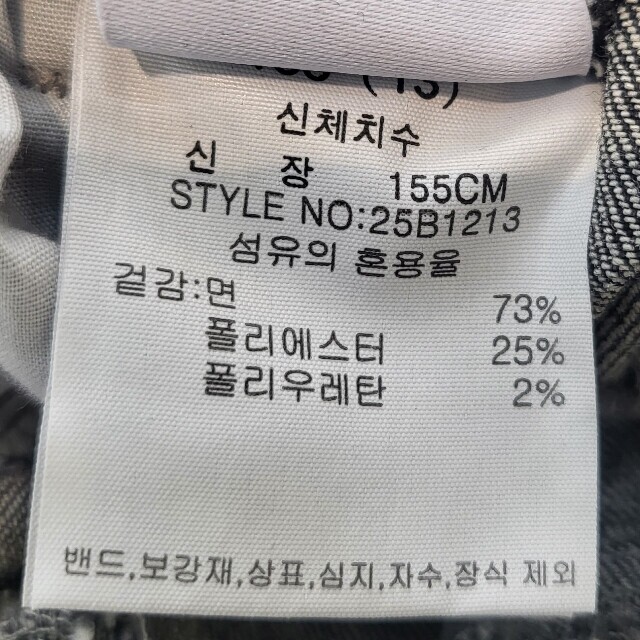 (13)
신체치수
신 장 155CM
STYLE NO:25B1213
섬유의 혼용율
겉감:면 73%
폴리에스터 25%
폴리우레탄 2%
밴드,보강재,상표,심지,자수,장식 제외